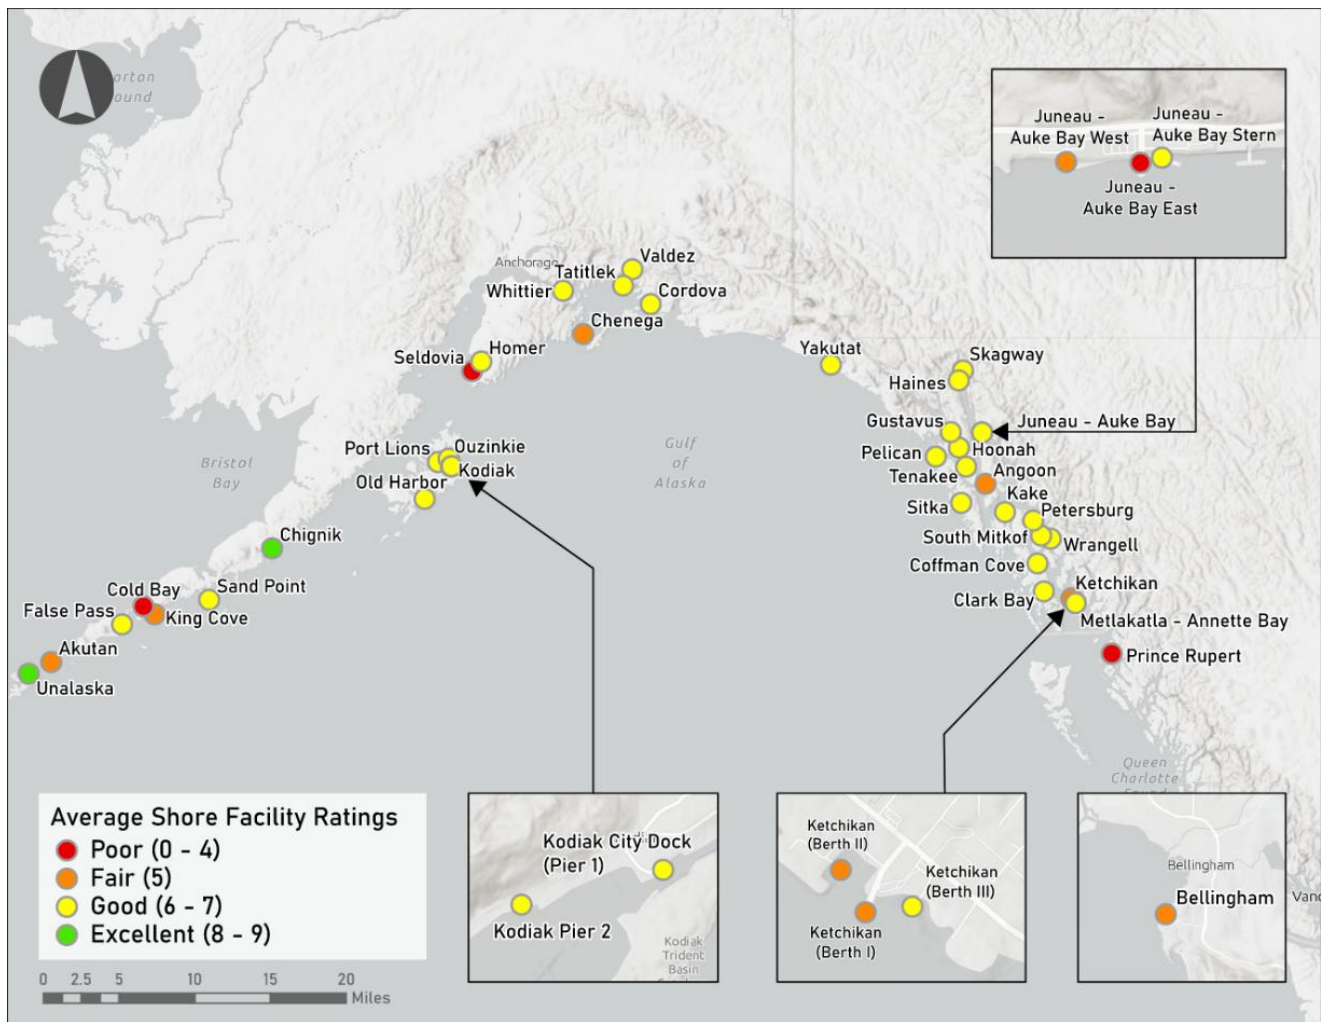 orton
ound
Juneau -
Auke Bay West
Juneau -
Auke Bay Stern
Juneau -
Auke Bay East
Anchorage
Tatitlek
Valdez
Whittier
Cordova
Chenega
Seldovia
Homer
Yakutat
Skagway
Haines
Gustavus
Juneau - Auke Bay
Pelican
Hoonah
Tenakee
Angoon
Gulf
of
Alaska
Port Lions
Ouzinkie
Kodiak
Old Harbor
Bristol
Bay
Sitka
Kake
Petersburg
South Mitkof
Wrangell
Chignik
Coffman Cove
Cold Bay
Sand Point
Ketchikan
Clark Bay
False Pass
King Cove
Metlakatla - Annette Bay
Akutan
Unalaska
Prince Rupert
Queen
Charlotte
Sound
Average Shore Facility Ratings
Poor (0 - 4)
Fair (5)
Good (6 - 7)
Excellent (8 - 9)
0 2.5 5 10 15 20
Miles
Kodiak City Dock
(Pier 1)
Kodiak Pier 2
Kodiak
Trident
Basin
Ketchikan
(Berth II)
Ketchikan
(Berth III)
Ketchikan
(Berth I)
Bellingham
Bellingham
Vanc